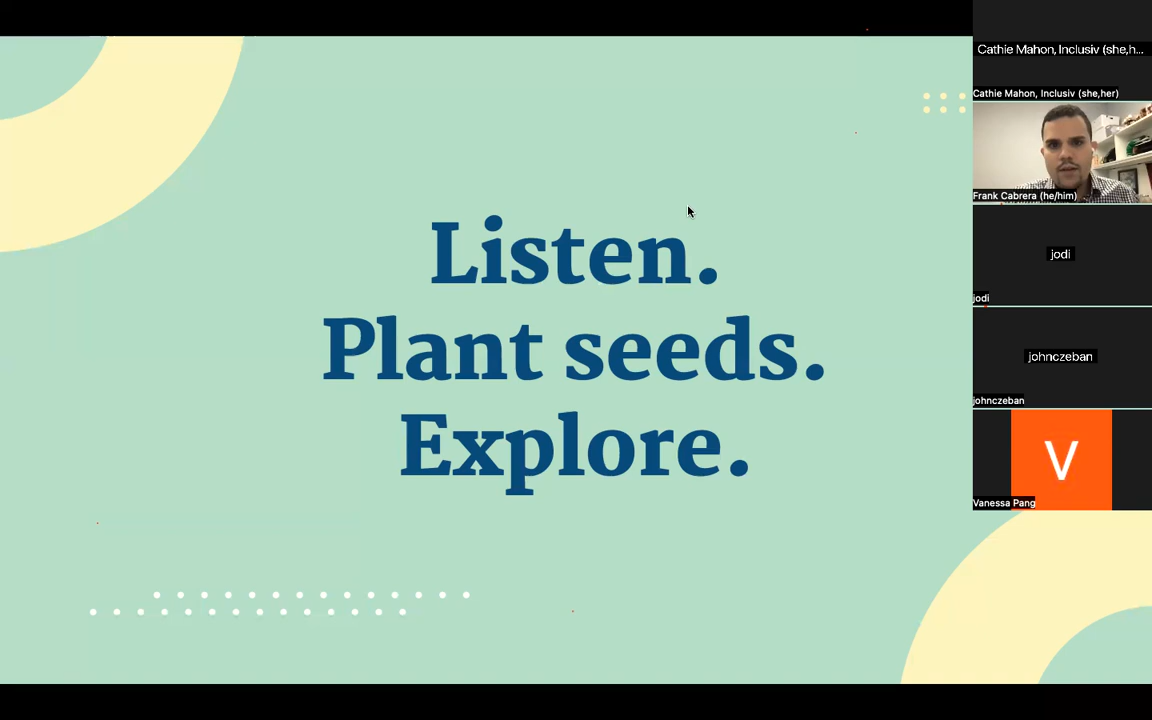 Listen.
Plant seeds.
Explore.
Cathie Mahon, Inclusiv (she,h...
Cathie Mahon, Inclusiv (she,her)
Frank Cabrera (he/him)
jodi
jodi
johnczeban
johnczeban
V
Vanessa Pang